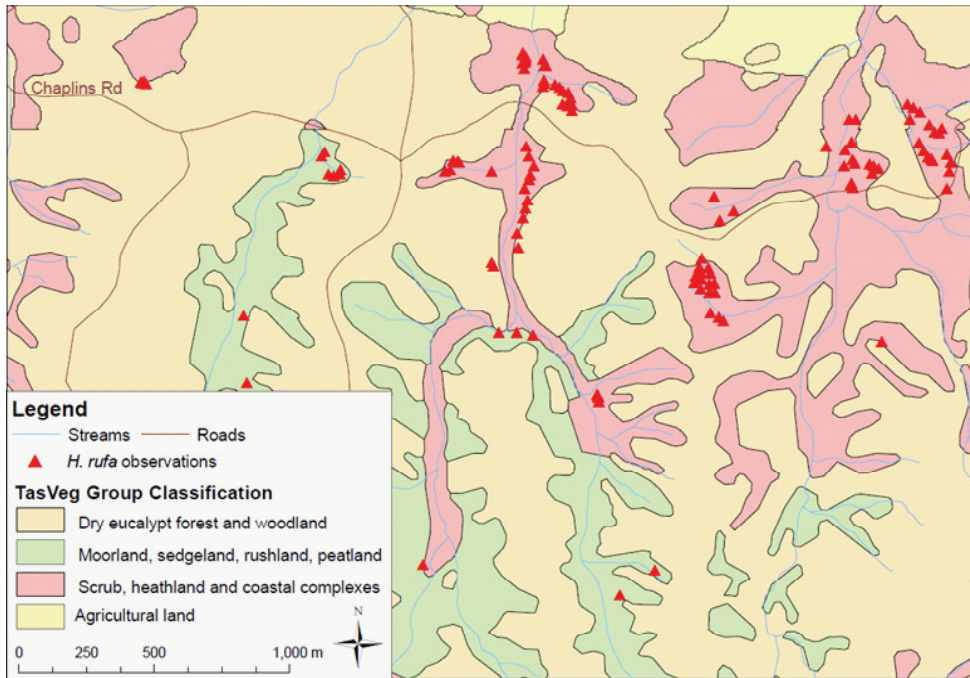 Chaplins Rd
Legend
Streams Roads
H. rufa observations
TasVeg Group Classification
Dry eucalypt forest and woodland
Moorland, sedgeland, rushland, peatland
Scrub, heathland and coastal complexes
Agricultural land
N
0 250 500 1,000 m